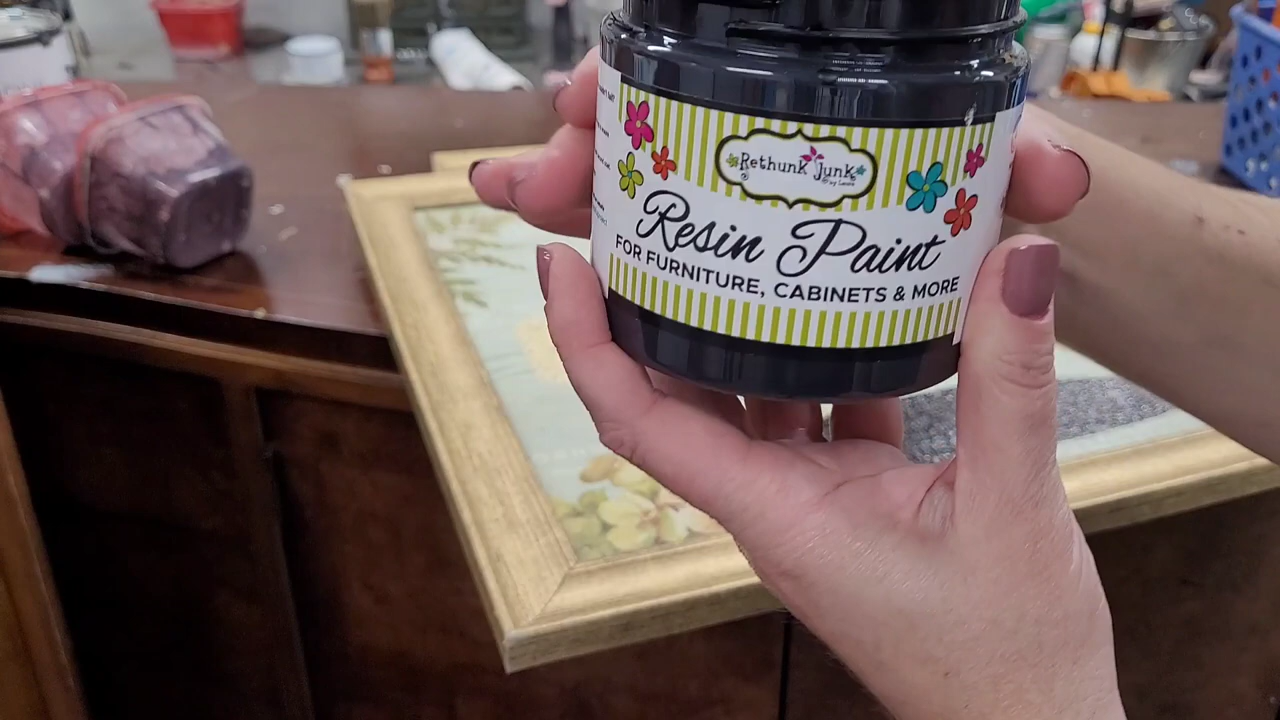 Rethunk Junk
by Laura
Resin Paint
FOR FURNITURE, CABINETS & MORE